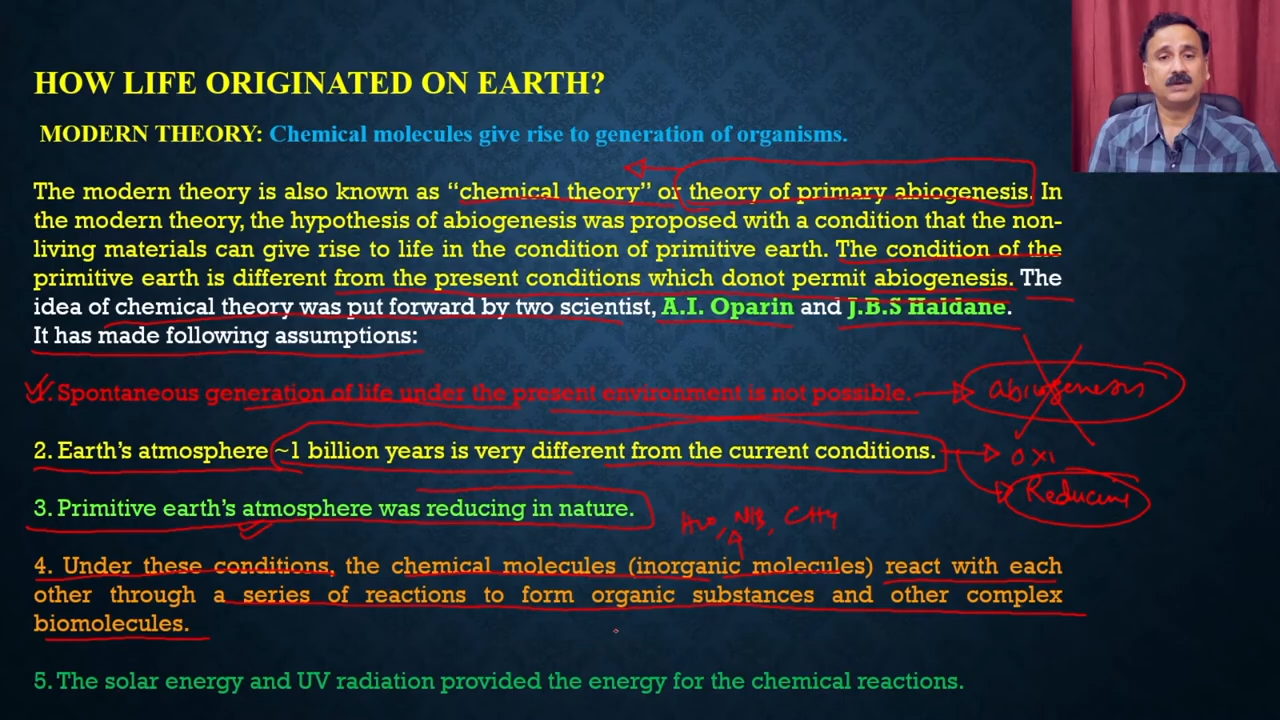 HOW LIFE ORIGINATED ON EARTH?
MODERN THEORY: Chemical molecules give rise to generation of organisms.
The modern theory is also known as “chemical theory” or theory of primary abiogenesis. In
the modern theory, the hypothesis of abiogenesis was proposed with a condition that the non-
living materials can give rise to life in the condition of primitive earth. The condition of the
primitive earth is different from the present conditions which donot permit abiogenesis. The
idea of chemical theory was put forward by two scientist, A.I. Oparin and J.B.S Haldane.
It has made following assumptions:
1. Spontaneous generation of life under the present environment is not possible.
abiogenesis
2. Earth’s atmosphere ~1 billion years is very different from the current conditions.
OXI
Reducing
3. Primitive earth’s atmosphere was reducing in nature.
H2O, NH3, CH4
4. Under these conditions, the chemical molecules (inorganic molecules) react with each
other through a series of reactions to form organic substances and other complex
biomolecules.
5. The solar energy and UV radiation provided the energy for the chemical reactions.